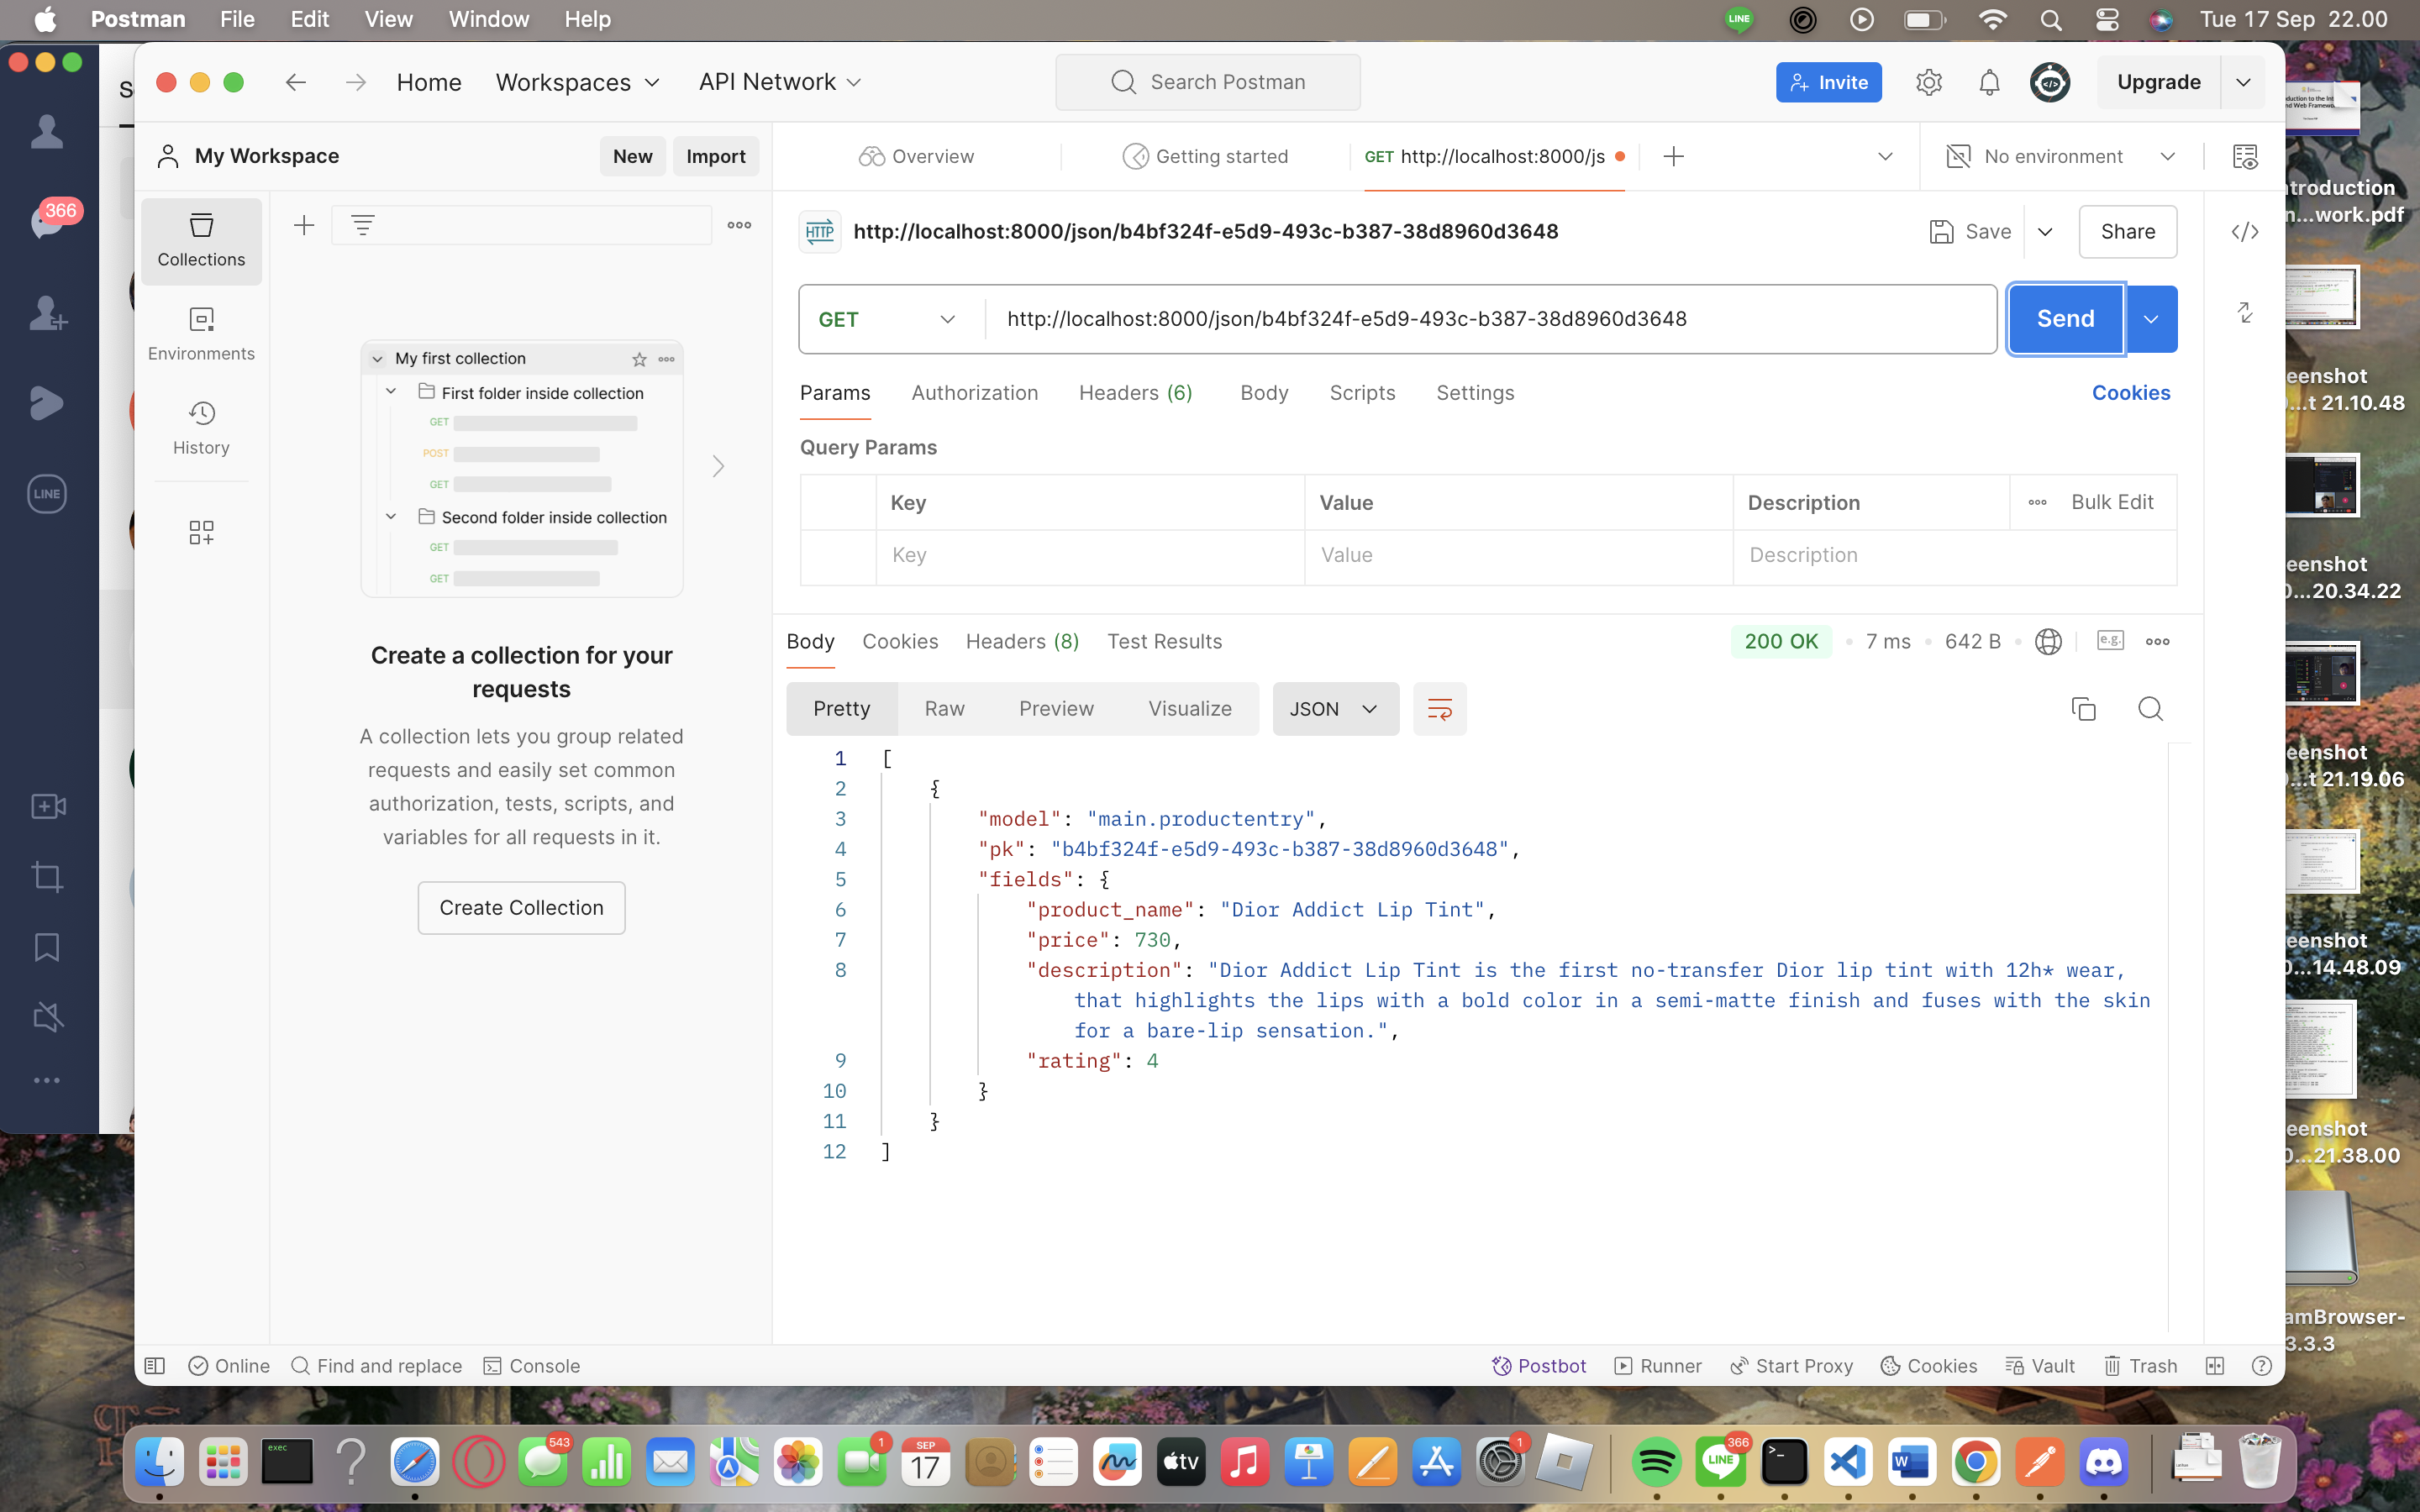 Postman File Edit View Window Help
LINE Tue 17 Sep 22.00
Home Workspaces API Network Search Postman Invite Upgrade
My Workspace New Import
Overview Getting started GET http://localhost:8000/js No environment
366
LINE
Collections
Environments
History
http://localhost:8000/json/b4bf324f-e5d9-493c-b387-38d8960d3648
HTTP
Save Share
GET http://localhost:8000/json/b4bf324f-e5d9-493c-b387-38d8960d3648 Send
Params Authorization Headers (6) Body Scripts Settings Cookies
Query Params
Key Value Description Bulk Edit
Key Value Description
My first collection
First folder inside collection
GET
POST
GET
Second folder inside collection
GET
GET
Create a collection for your
requests
A collection lets you group related
requests and easily set common
authorization, tests, scripts, and
variables for all requests in it.
Create Collection
Body Cookies Headers (8) Test Results 200 OK 7 ms 642 B e.g.
Pretty Raw Preview Visualize JSON
1 [
2 {
3 "model": "main.productentry",
4 "pk": "b4bf324f-e5d9-493c-b387-38d8960d3648",
5 "fields": {
6 "product_name": "Dior Addict Lip Tint",
7 "price": 730,
8 "description": "Dior Addict Lip Tint is the first no-transfer Dior lip tint with 12h* wear,
that highlights the lips with a bold color in a semi-matte finish and fuses with the skin
for a bare-lip sensation.",
9 "rating": 4
10 }
11 }
12 ]
Online Find and replace Console Postbot Runner Start Proxy Cookies Vault Trash
troduction
n...work.pdf
eenshot
...t 21.10.48
eenshot
...20.34.22
eenshot
...t 21.19.06
eenshot
...14.48.09
eenshot
...21.38.00
amBrowser-
3.3.3
exec 543 1 SEP 17 tv 1 366 LINE W